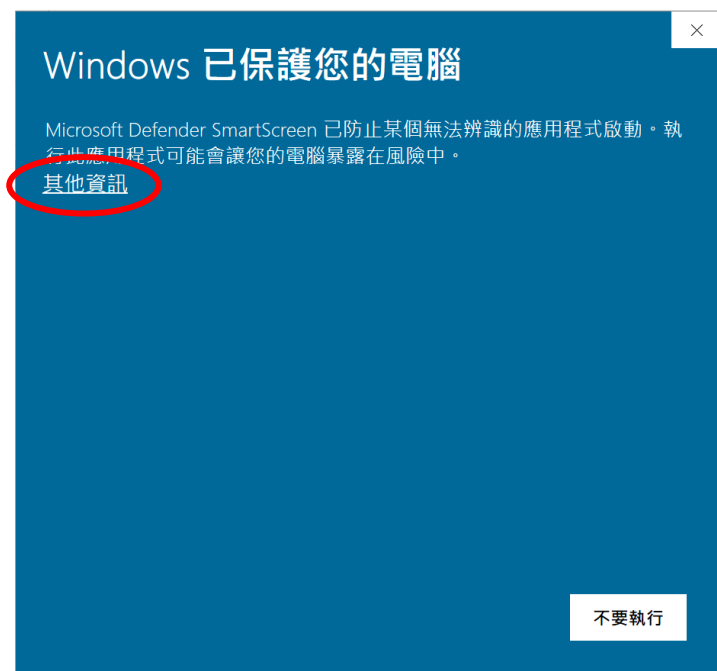 Windows 已保護您的電腦
Microsoft Defender SmartScreen 已防止某個無法辨識的應用程式啟動。執
行此應用程式可能會讓您的電腦暴露在風險中。
其他資訊
不要執行